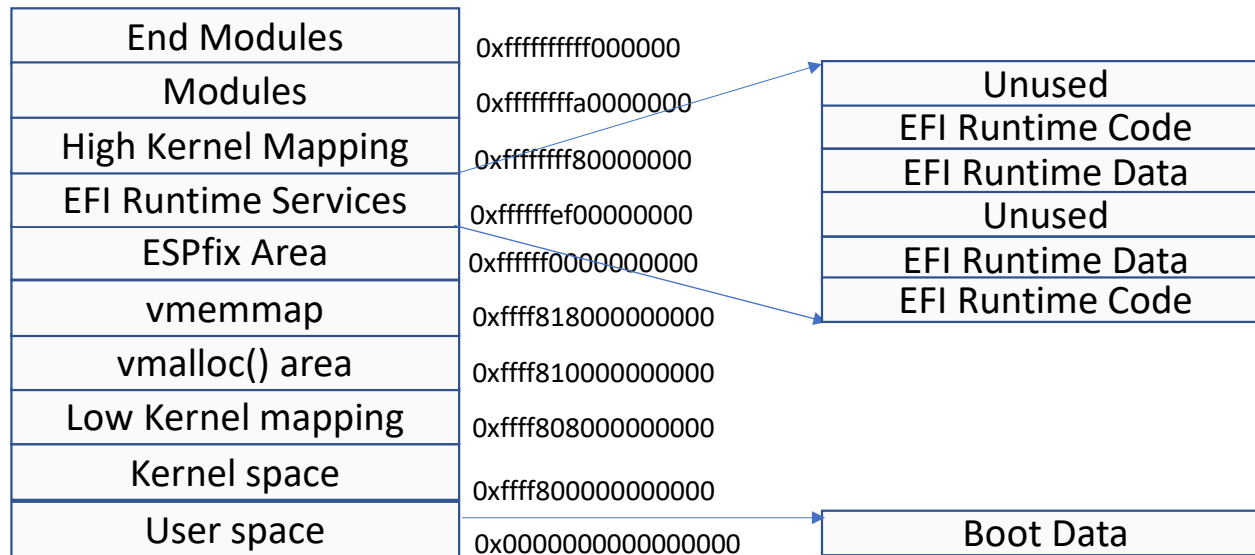 End Modules
0xffffffffff000000
Modules
0xffffffffa0000000
High Kernel Mapping
0xffffffff80000000
EFI Runtime Services
0xffffffef00000000
ESPfix Area
0xffffff0000000000
vmemmap
0xffff818000000000
vmalloc() area
0xffff810000000000
Low Kernel mapping
0xffff808000000000
Kernel space
0xffff800000000000
User space
0x0000000000000000
Unused
EFI Runtime Code
EFI Runtime Data
Unused
EFI Runtime Data
EFI Runtime Code
Boot Data